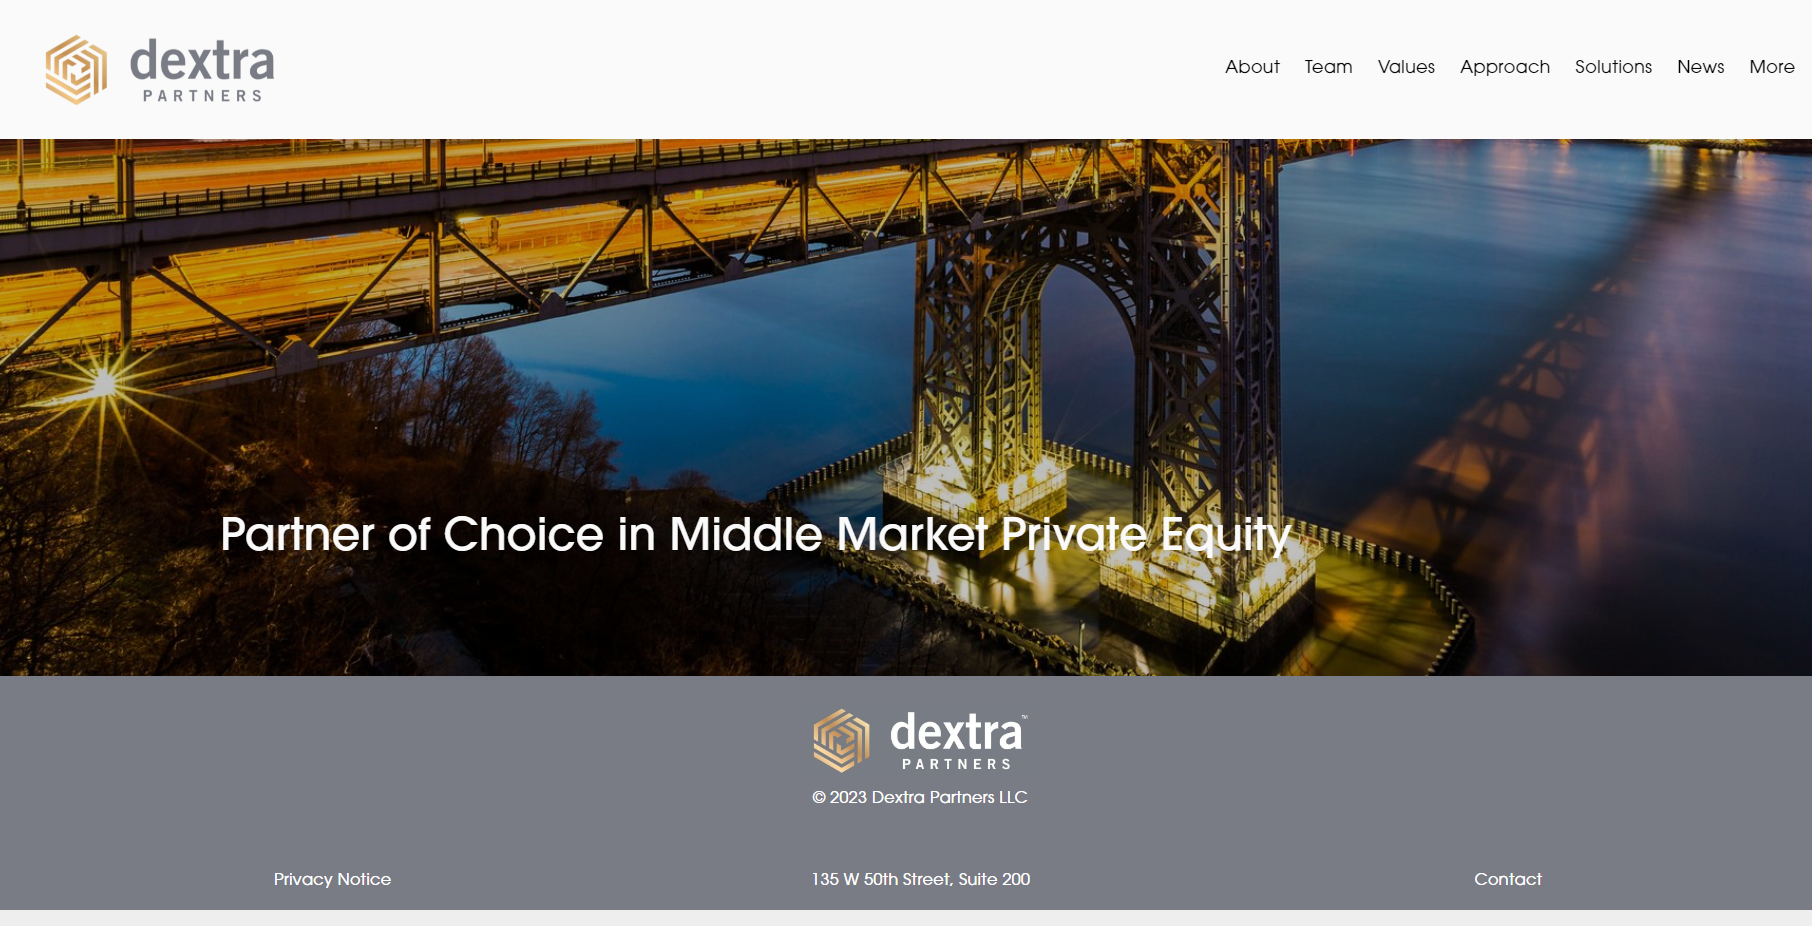 dextra
PARTNERS
About Team Values Approach Solutions News More
Partner of Choice in Middle Market Private Equity
dextra™
PARTNERS
© 2023 Dextra Partners LLC
Privacy Notice 135 W 50th Street, Suite 200 Contact